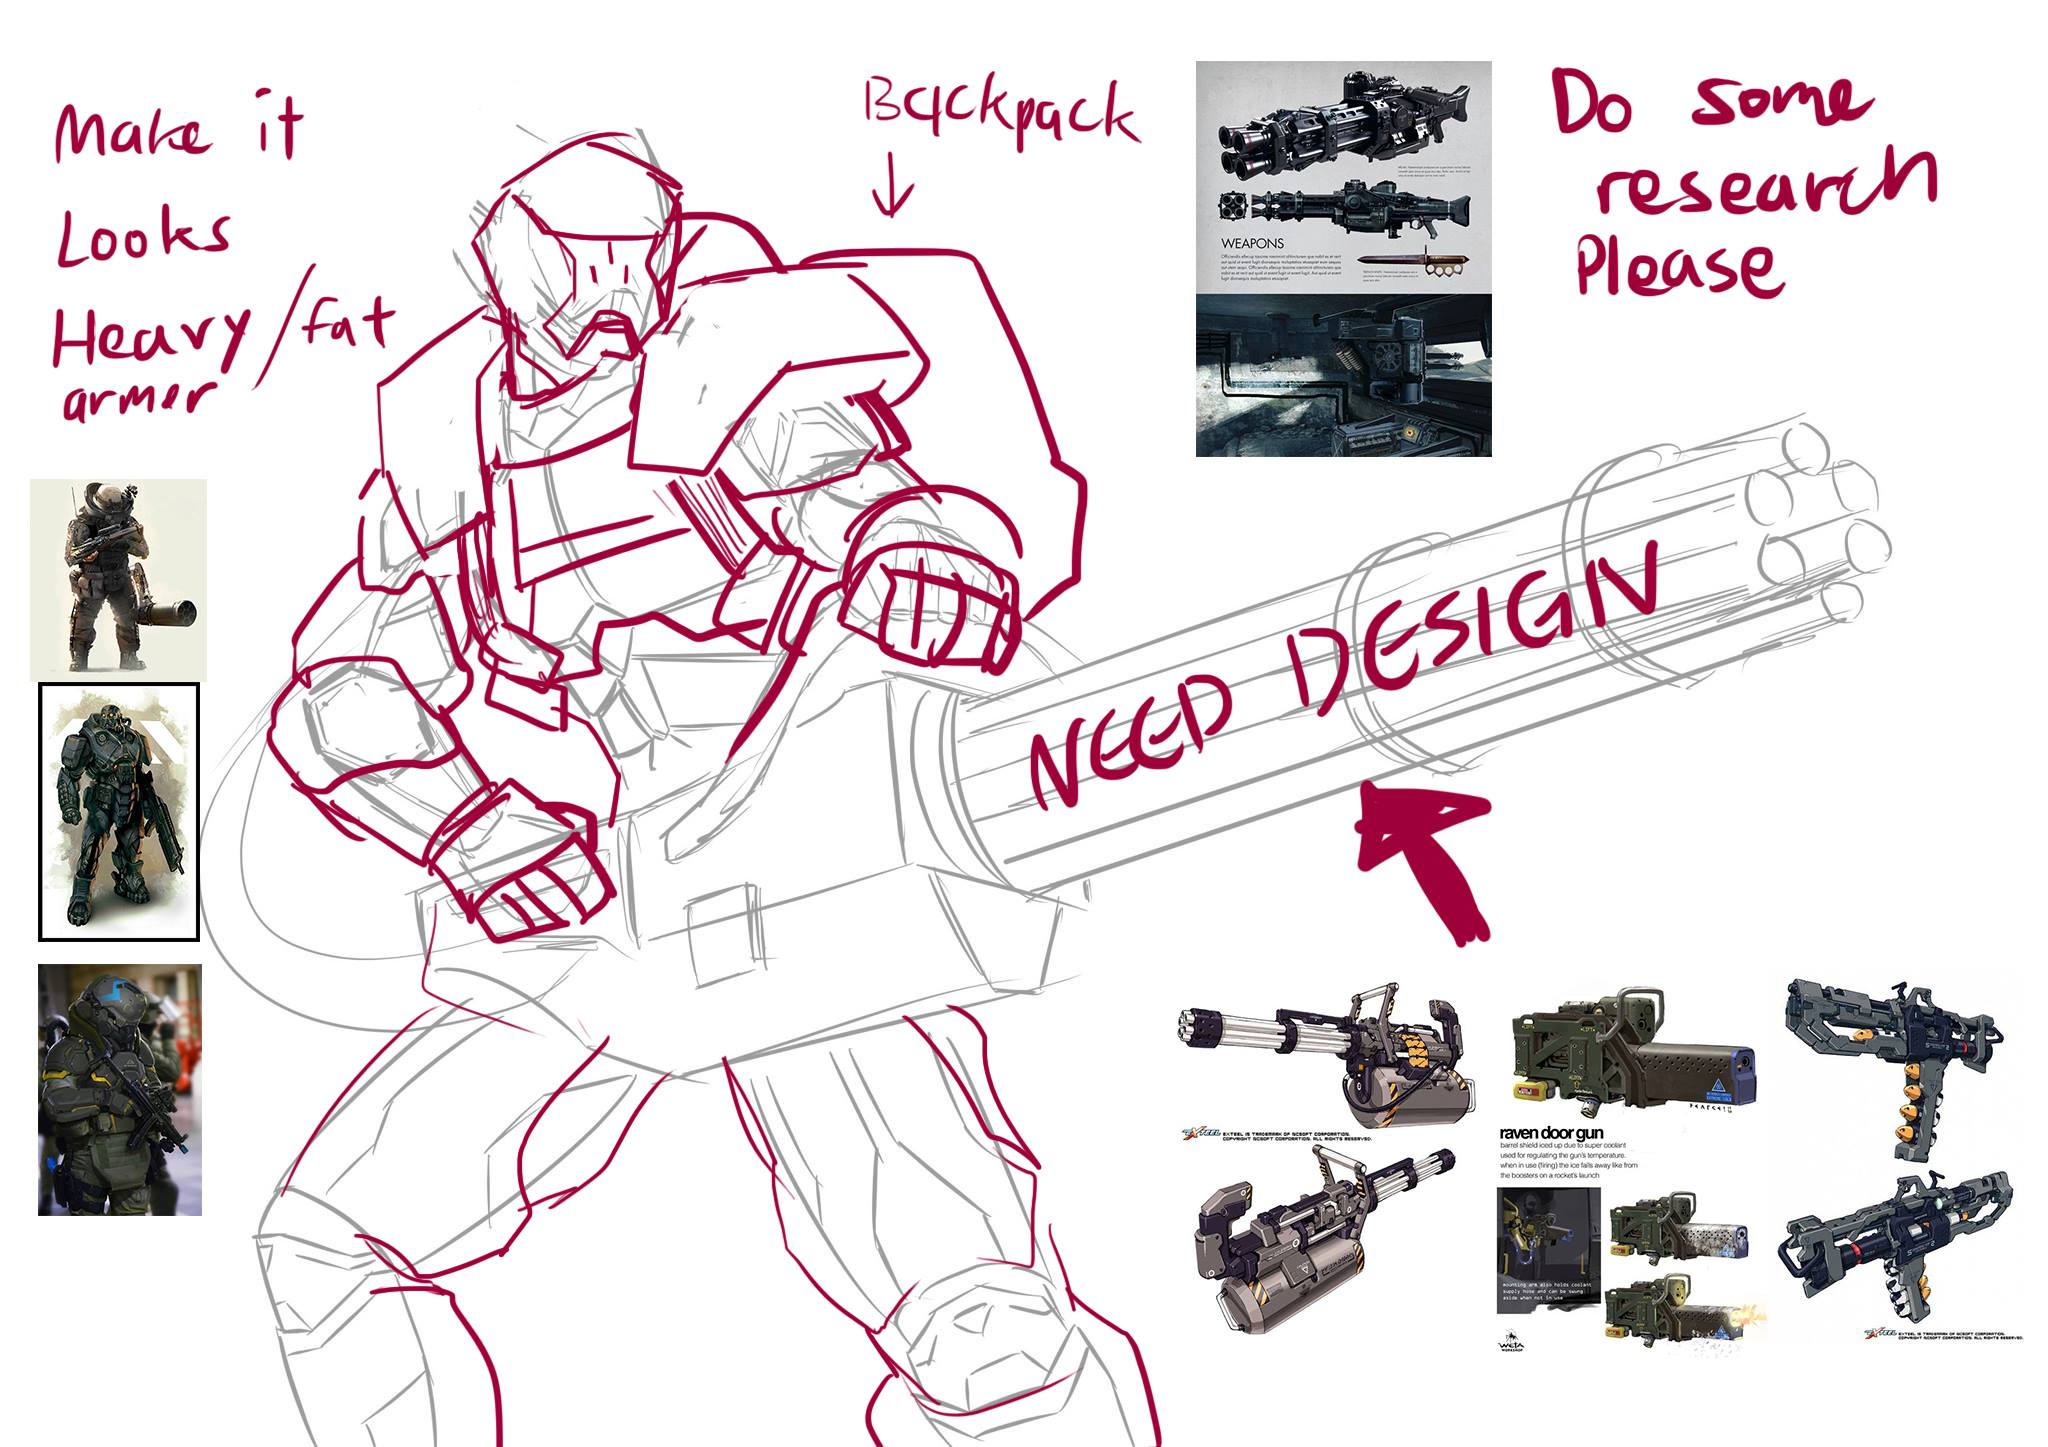 Make it
Looks
Heavy/fat
armer
Backpack
Do some
research
Please
WEAPONS
NEED DESIGN
EXTEEL EXTEEL IS TRADEMARK OF NCSOFT CORPORATION.
COPYRIGHT NCSOFT CORPORATION. ALL RIGHTS RESERVED.
raven door gun
barrel shield iced up due to super coolant
used for regulating the gun's temperature.
when in use (firing) the ice falls away like from
the boosters on a rocket's launch
mounting arm also holds coolant
supply hose and can be swung
aside when not in use
WETA
WORKSHOP
EXTEEL EXTEEL IS TRADEMARK OF NCSOFT CORPORATION.
COPYRIGHT NCSOFT CORPORATION. ALL RIGHTS RESERVED.